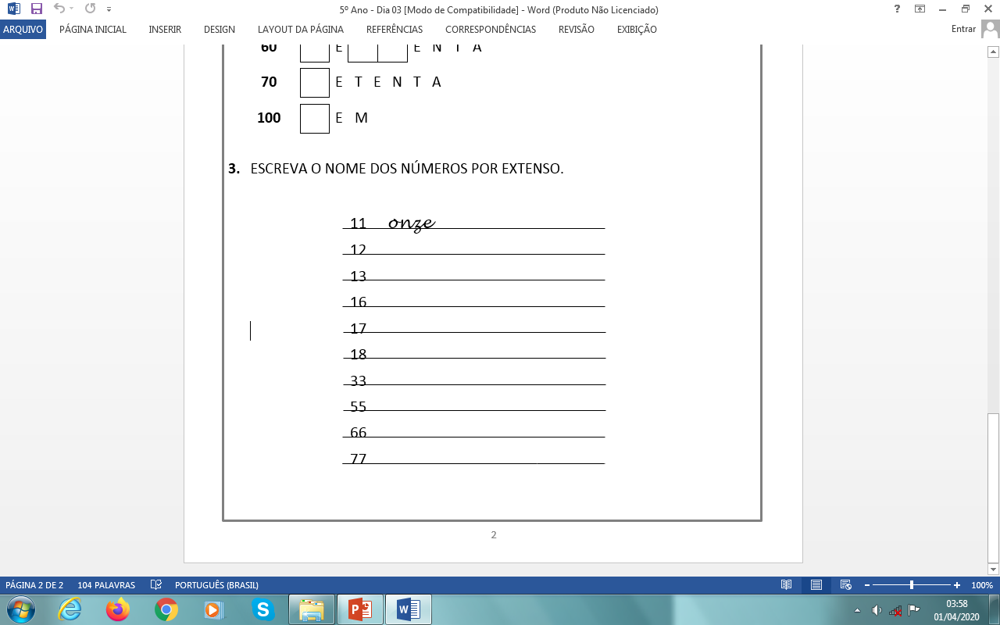 5º Ano - Dia 03 [Modo de Compatibilidade] - Word (Produto Não Licenciado)
ARQUIVO PÁGINA INICIAL INSERIR DESIGN LAYOUT DA PÁGINA REFERÊNCIAS CORRESPONDÊNCIAS REVISÃO EXIBIÇÃO Entrar
60 E E N T A
70 E T E N T A
100 E M
3. ESCREVA O NOME DOS NÚMEROS POR EXTENSO.
11 onze
12
13
16
17
18
33
55
66
77
2
PÁGINA 2 DE 2 104 PALAVRAS PORTUGUÊS (BRASIL) 100%
03:58
01/04/2020